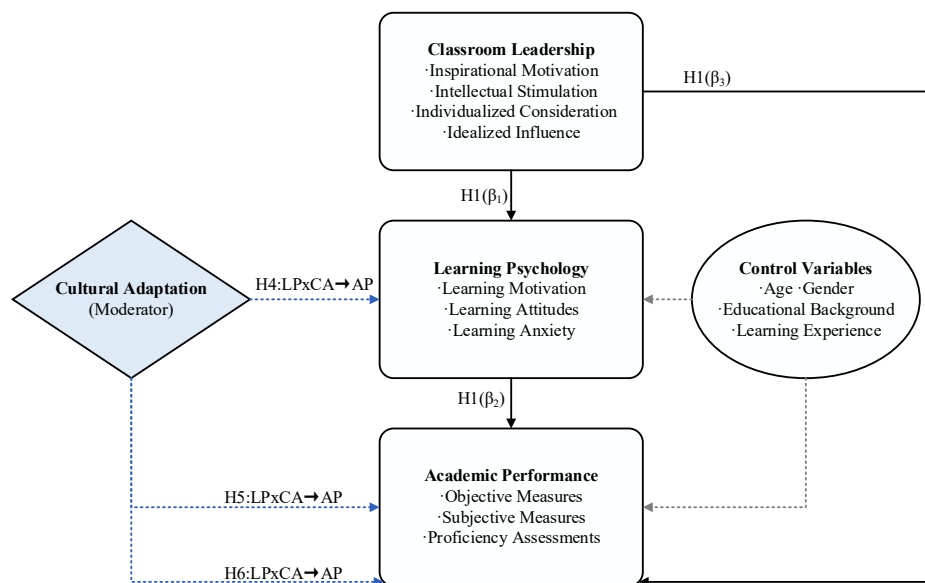 Classroom Leadership
·Inspirational Motivation
·Intellectual Stimulation
·Individualized Consideration
·Idealized Influence
H1(β₃)
H1(β₁)
Cultural Adaptation
(Moderator)
H4:LPxCA→AP
Learning Psychology
·Learning Motivation
·Learning Attitudes
·Learning Anxiety
Control Variables
·Age ·Gender
·Educational Background
·Learning Experience
H1(β₂)
Academic Performance
·Objective Measures
·Subjective Measures
·Proficiency Assessments
H5:LPxCA→AP
H6:LPxCA→AP